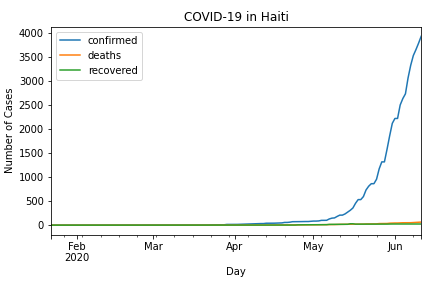 COVID-19 in Haiti
confirmed
deaths
recovered
4000
3500
3000
2500
2000
1500
1000
500
0
Number of Cases
Feb
2020
Mar
Apr
May
Jun
Day